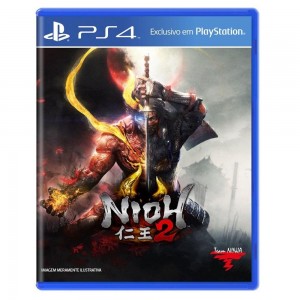 PS4
Exclusivo em PlayStation.
NIOH
仁王2
Team NINJA
IMAGEM MERAMENTE ILUSTRATIVA